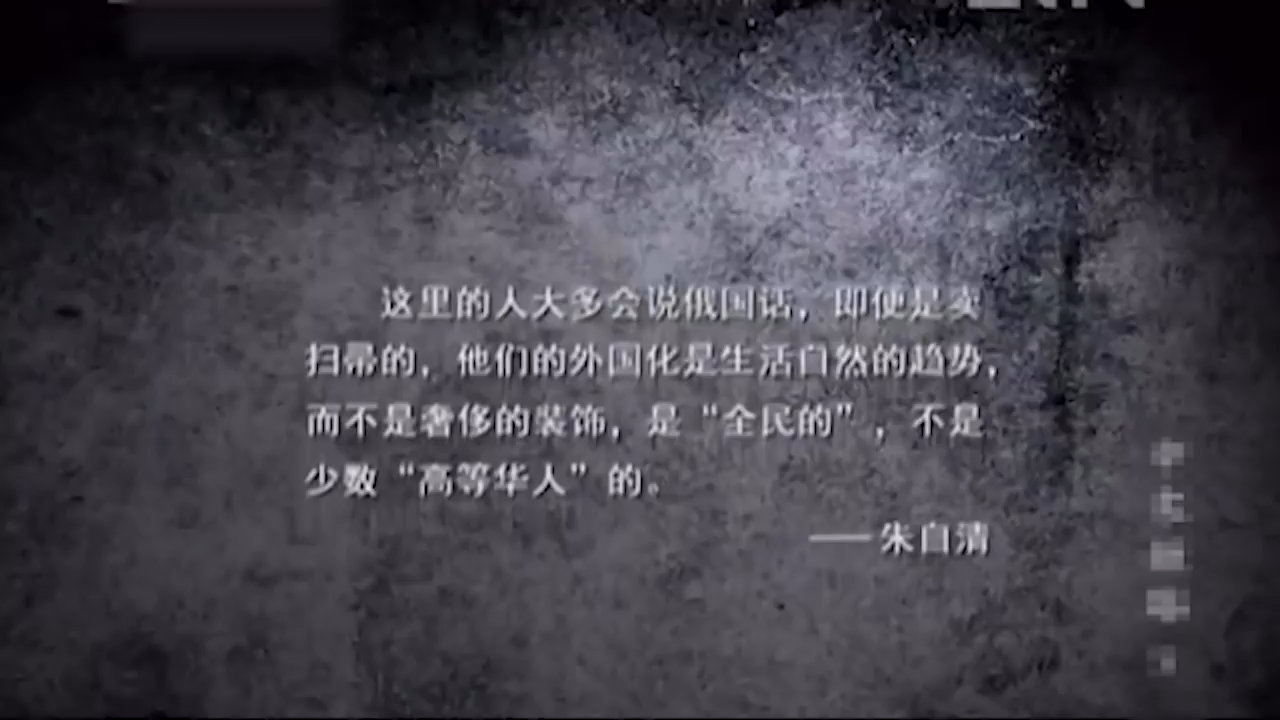 这里的人大多会说俄国话，即便是卖
扫帚的，他们的外国化是生活自然的趋势，
而不是奢侈的装饰，是“全民的”，不是
少数“高等华人”的。
——朱自清